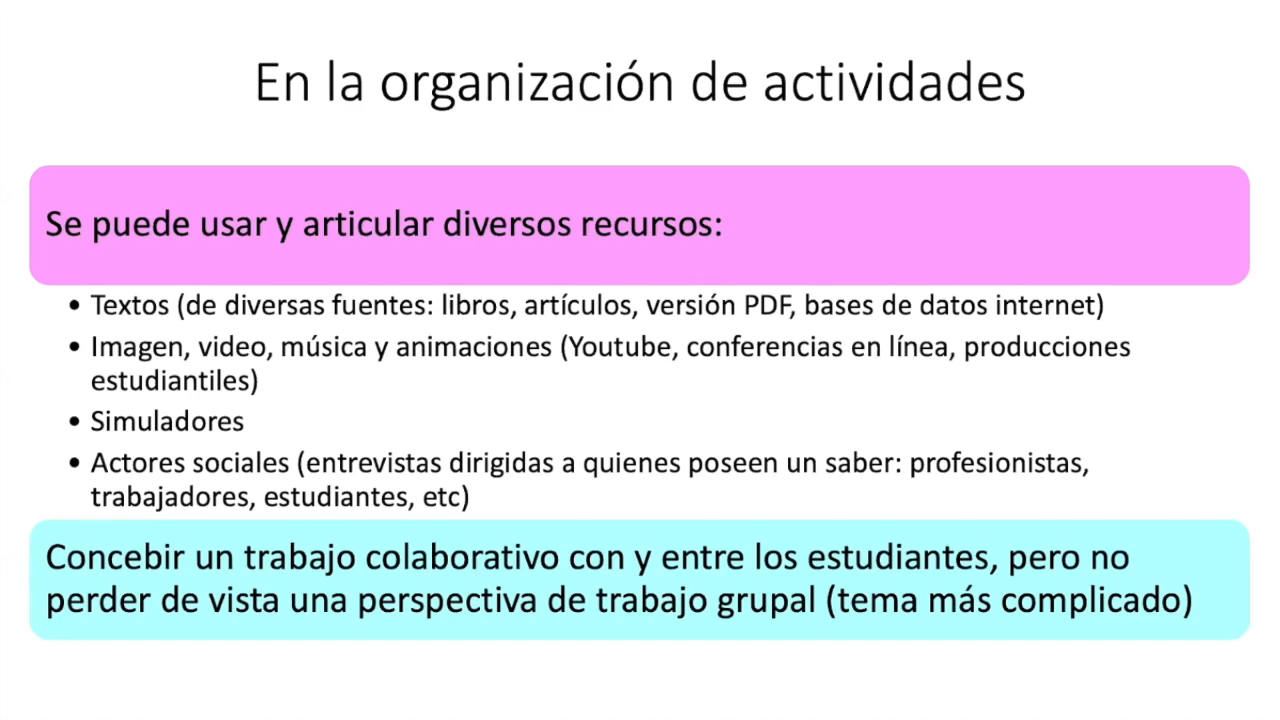 En la organización de actividades
Se puede usar y articular diversos recursos:
• Textos (de diversas fuentes: libros, artículos, versión PDF, bases de datos internet)
• Imagen, video, música y animaciones (Youtube, conferencias en línea, producciones
estudiantiles)
• Simuladores
• Actores sociales (entrevistas dirigidas a quienes poseen un saber: profesionistas,
trabajadores, estudiantes, etc)
Concebir un trabajo colaborativo con y entre los estudiantes, pero no
perder de vista una perspectiva de trabajo grupal (tema más complicado)